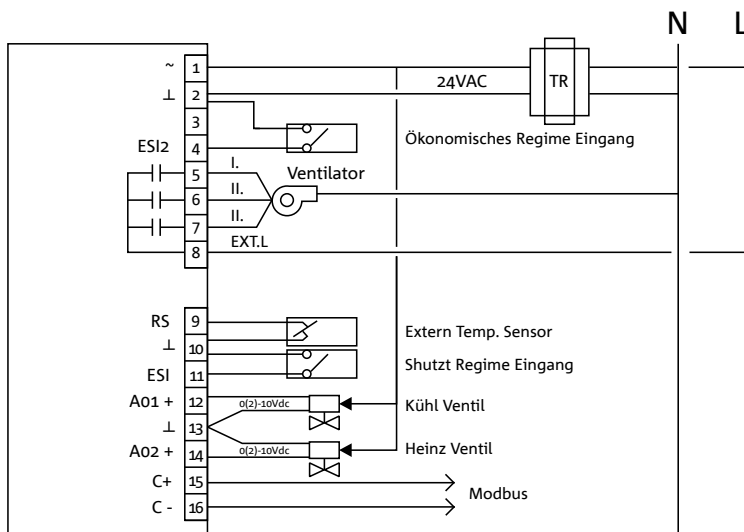 N L
~ 1
24VAC TR
⊥ 2
3
Ökonomisches Regime Eingang
ESI2 4
I.
5 Ventilator
II.
6
II.
7
EXT.L
8
RS 9
Extern Temp. Sensor
⊥ 10
Shutzt Regime Eingang
ESI 11
A01 + 12 0(2)-10Vdc Kühl Ventil
⊥ 13
A02 + 14 0(2)-10Vdc Heinz Ventil
C+ 15
Modbus
C - 16